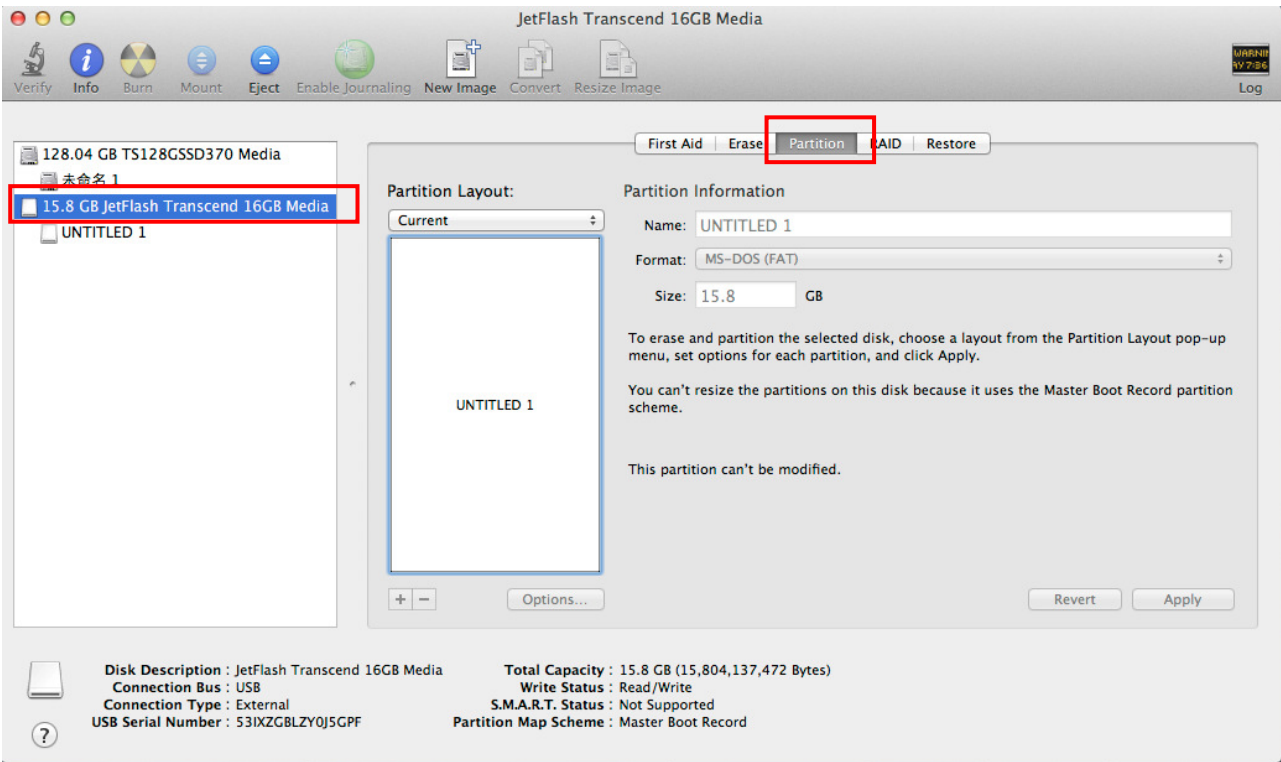 JetFlash Transcend 16GB Media
WARNIN
AY 7:36
Verify Info Burn Mount Eject Enable Journaling New Image Convert Resize Image Log
First Aid Erase Partition RAID Restore
128.04 GB TS128GSSD370 Media
未命名 1
15.8 GB JetFlash Transcend 16GB Media
UNTITLED 1
Partition Layout:
Current
UNTITLED 1
Partition Information
Name: UNTITLED 1
Format: MS-DOS (FAT)
Size: 15.8 GB
To erase and partition the selected disk, choose a layout from the Partition Layout pop-up
menu, set options for each partition, and click Apply.
You can't resize the partitions on this disk because it uses the Master Boot Record partition
scheme.
This partition can't be modified.
+ − Options... Revert Apply
Disk Description : JetFlash Transcend 16GB Media
Connection Bus : USB
Connection Type : External
USB Serial Number : 53IXZGBLZY0J5GPF
Total Capacity : 15.8 GB (15,804,137,472 Bytes)
Write Status : Read/Write
S.M.A.R.T. Status : Not Supported
Partition Map Scheme : Master Boot Record
?